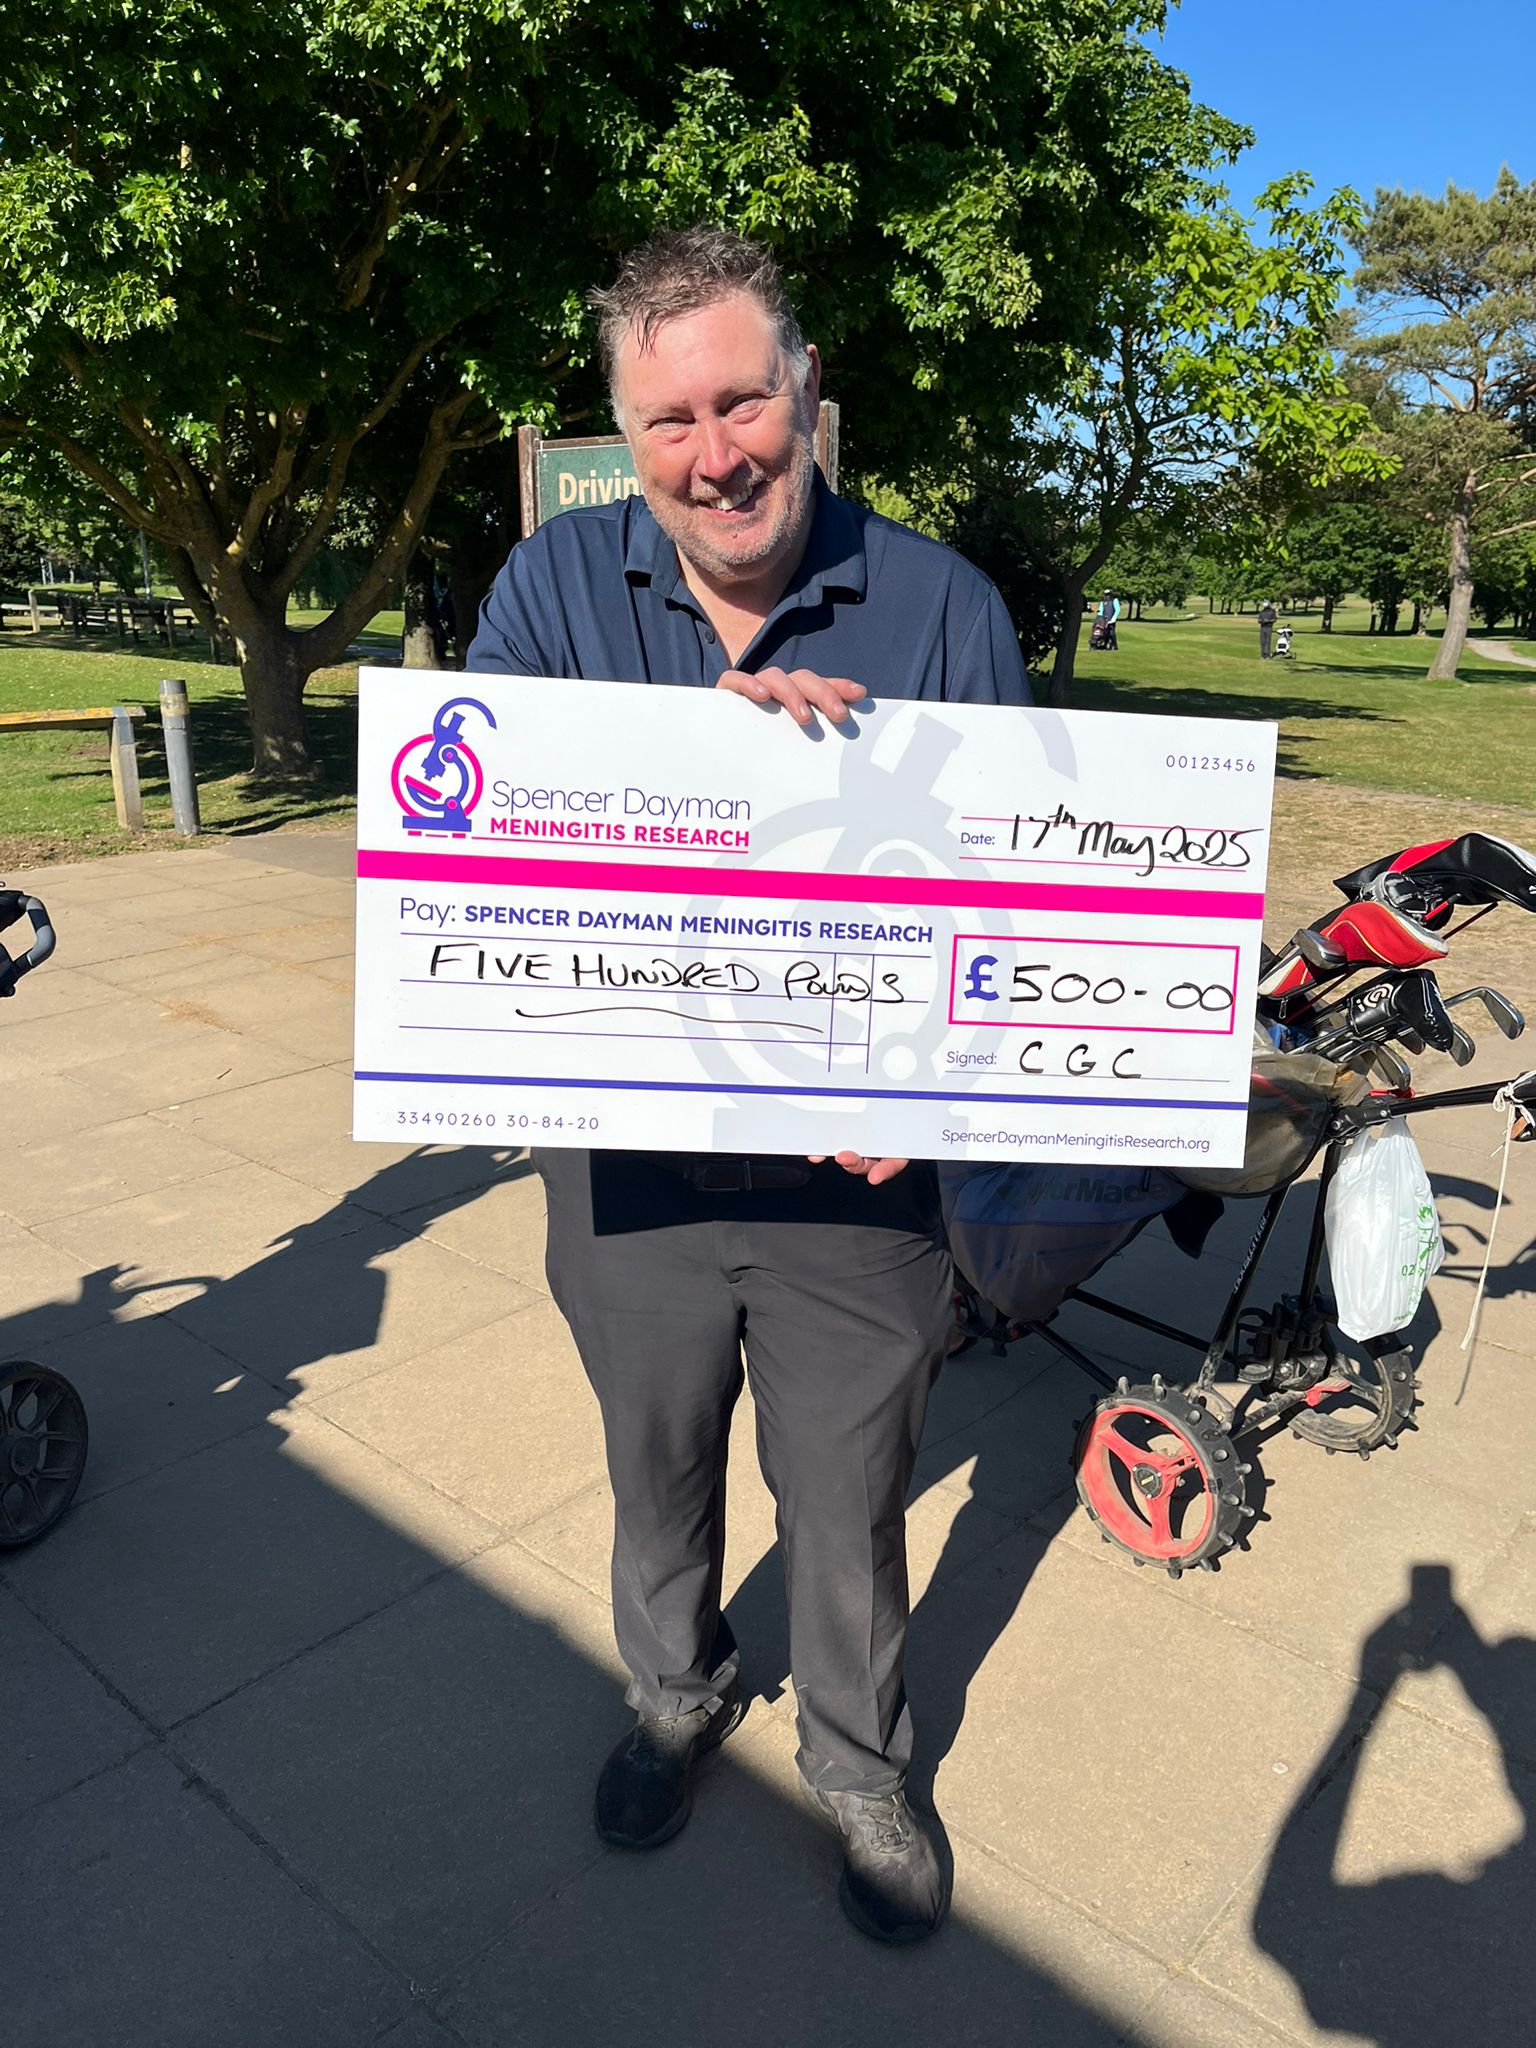 Drivin
Spencer Dayman
MENINGITIS RESEARCH
00123456
Date: 17th May 2025
Pay: SPENCER DAYMAN MENINGITIS RESEARCH
FIVE HUNDRED POUNDS
£500-00
Signed: C G C
33490260 30-84-20
SpencerDaymanMeningitisResearch.org